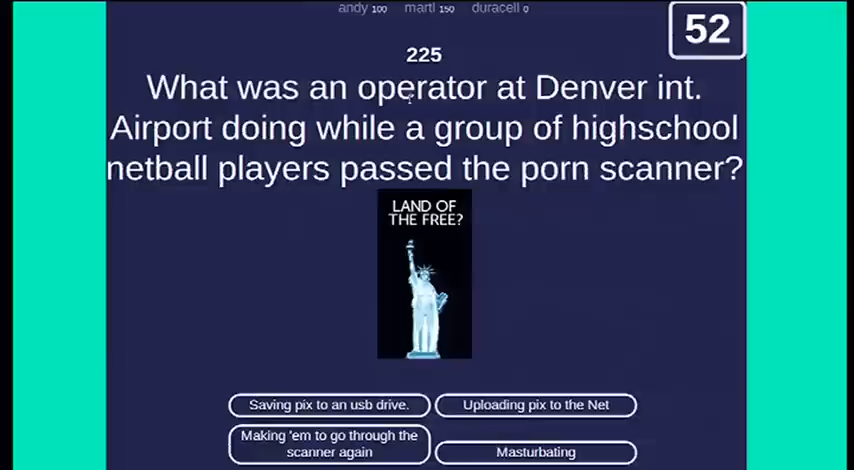 andy 100 martl 150 duracell 0
52
225
What was an operator at Denver int.
Airport doing while a group of highschool
netball players passed the porn scanner?
LAND OF
THE FREE?
Saving pix to an usb drive.
Uploading pix to the Net
Making 'em to go through the
scanner again
Masturbating